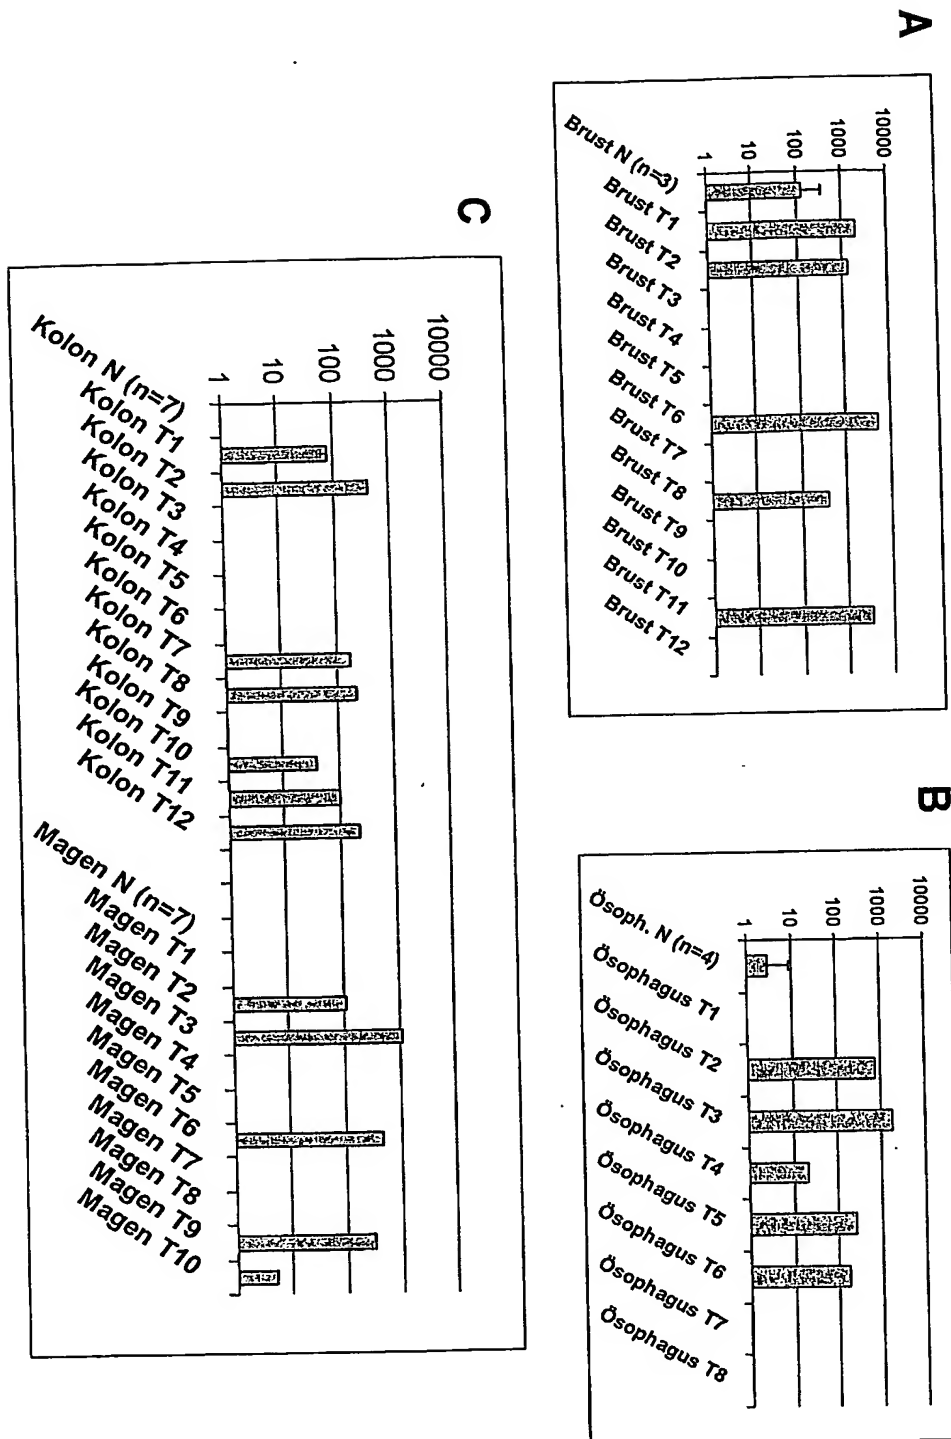 A
10000
1000
100
10
1
Brust N (n=3)
Brust T1
Brust T2
Brust T3
Brust T4
Brust T5
Brust T6
Brust T7
Brust T8
Brust T9
Brust T10
Brust T11
Brust T12
B
10000
1000
100
10
1
Ösoph. N (n=4)
Ösophagus T1
Ösophagus T2
Ösophagus T3
Ösophagus T4
Ösophagus T5
Ösophagus T6
Ösophagus T7
Ösophagus T8
C
10000
1000
100
10
1
Kolon N (n=7)
Kolon T1
Kolon T2
Kolon T3
Kolon T4
Kolon T5
Kolon T6
Kolon T7
Kolon T8
Kolon T9
Kolon T10
Kolon T11
Kolon T12
Magen N (n=7)
Magen T1
Magen T2
Magen T3
Magen T4
Magen T5
Magen T6
Magen T7
Magen T8
Magen T9
Magen T10